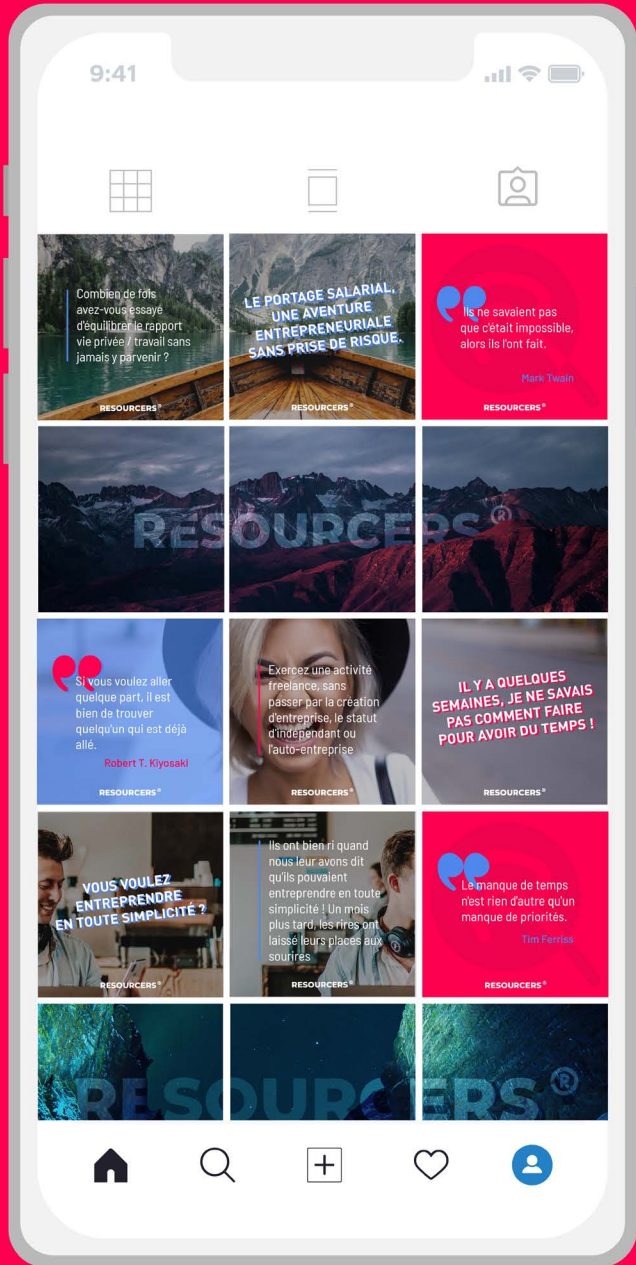 9:41
Combien de fois
avez-vous essayé
d'équilibrer le rapport
vie privée / travail sans
jamais y parvenir ?
RESOURCERS®
LE PORTAGE SALARIAL,
UNE AVENTURE
ENTREPRENEURIALE
SANS PRISE DE RISQUE.
RESOURCERS®
Ils ne savaient pas
que c'était impossible,
alors ils l'ont fait.
Mark Twain
RESOURCERS®
RESOURCERS®
Si vous voulez aller
quelque part, il est
bien de trouver
quelqu'un qui est déjà
allé.
Robert T. Kiyosaki
RESOURCERS®
Exercez une activité
freelance, sans
passer par la création
d'entreprise, le statut
d'indépendant ou
l'auto-entreprise
RESOURCERS®
IL Y A QUELQUES
SEMAINES, JE NE SAVAIS
PAS COMMENT FAIRE
POUR AVOIR DU TEMPS !
RESOURCERS®
VOUS VOULEZ
ENTREPRENDRE
EN TOUTE SIMPLICITÉ ?
RESOURCERS®
Ils ont bien ri quand
nous leur avons dit
qu'ils pouvaient
entreprendre en toute
simplicité ! Un mois
plus tard, les rires ont
laissé leurs places aux
sourires
RESOURCERS®
Le manque de temps
n'est rien d'autre qu'un
manque de priorités.
Tim Ferriss
RESOURCERS®
RESOURCERS®